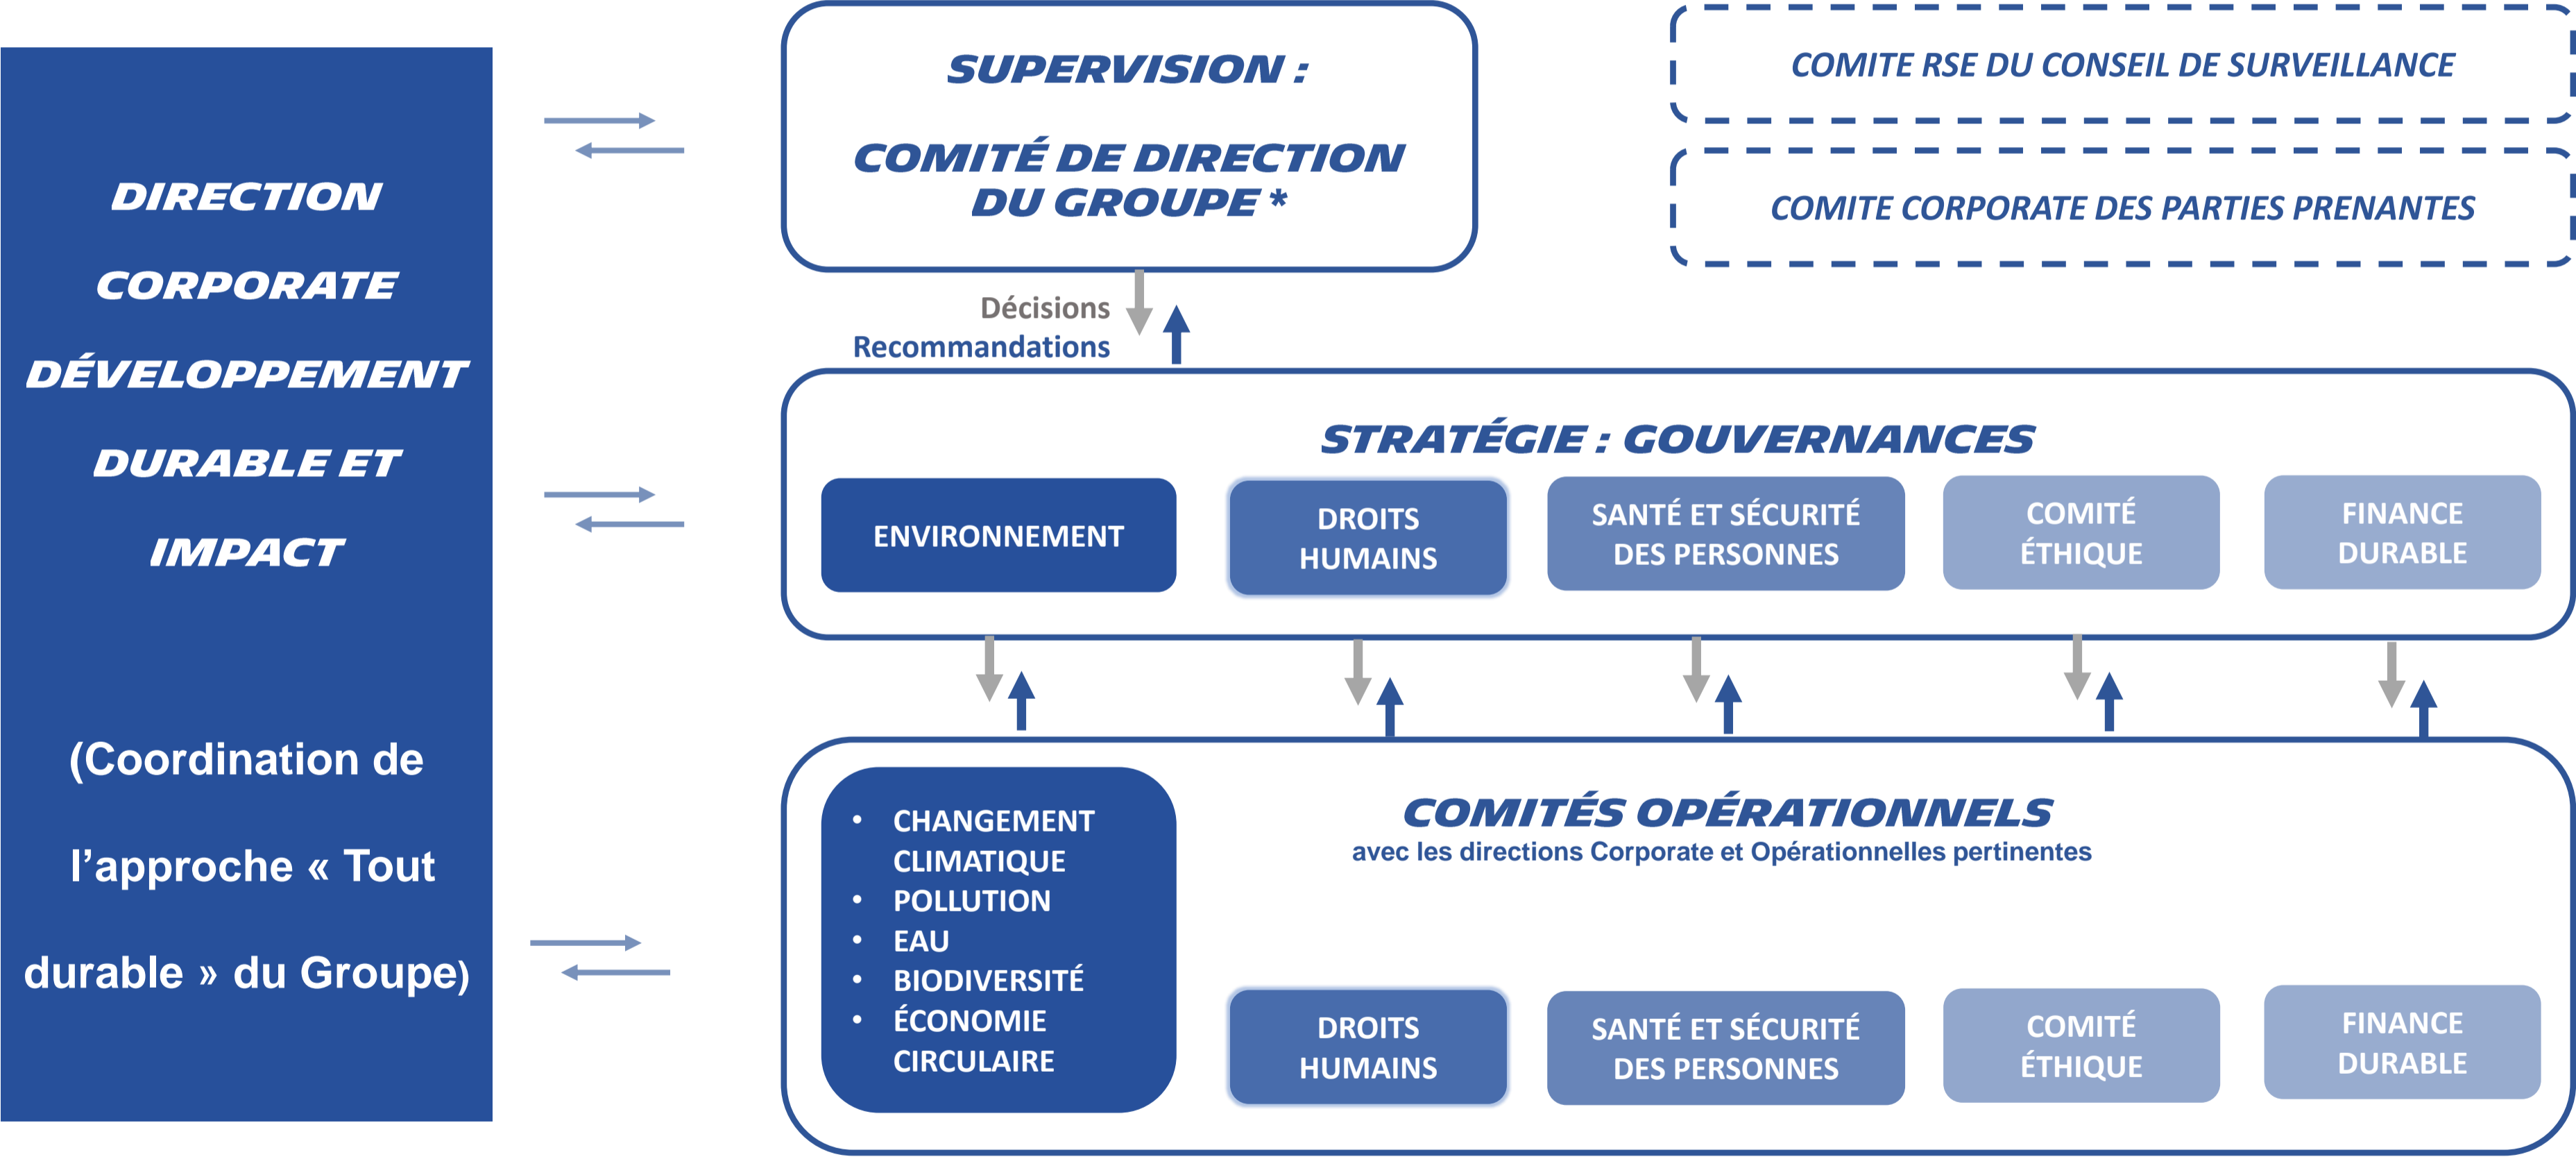 DIRECTION
CORPORATE
DÉVELOPPEMENT
DURABLE ET
IMPACT
(Coordination de
l’approche « Tout
durable » du Groupe)
SUPERVISION :
COMITÉ DE DIRECTION
DU GROUPE *
COMITE RSE DU CONSEIL DE SURVEILLANCE
COMITE CORPORATE DES PARTIES PRENANTES
Décisions
Recommandations
STRATÉGIE : GOUVERNANCES
ENVIRONNEMENT
DROITS
HUMAINS
SANTÉ ET SÉCURITÉ
DES PERSONNES
COMITÉ
ÉTHIQUE
FINANCE
DURABLE
COMITÉS OPÉRATIONNELS
avec les directions Corporate et Opérationnelles pertinentes
• CHANGEMENT
CLIMATIQUE
• POLLUTION
• EAU
• BIODIVERSITÉ
• ÉCONOMIE
CIRCULAIRE
DROITS
HUMAINS
SANTÉ ET SÉCURITÉ
DES PERSONNES
COMITÉ
ÉTHIQUE
FINANCE
DURABLE